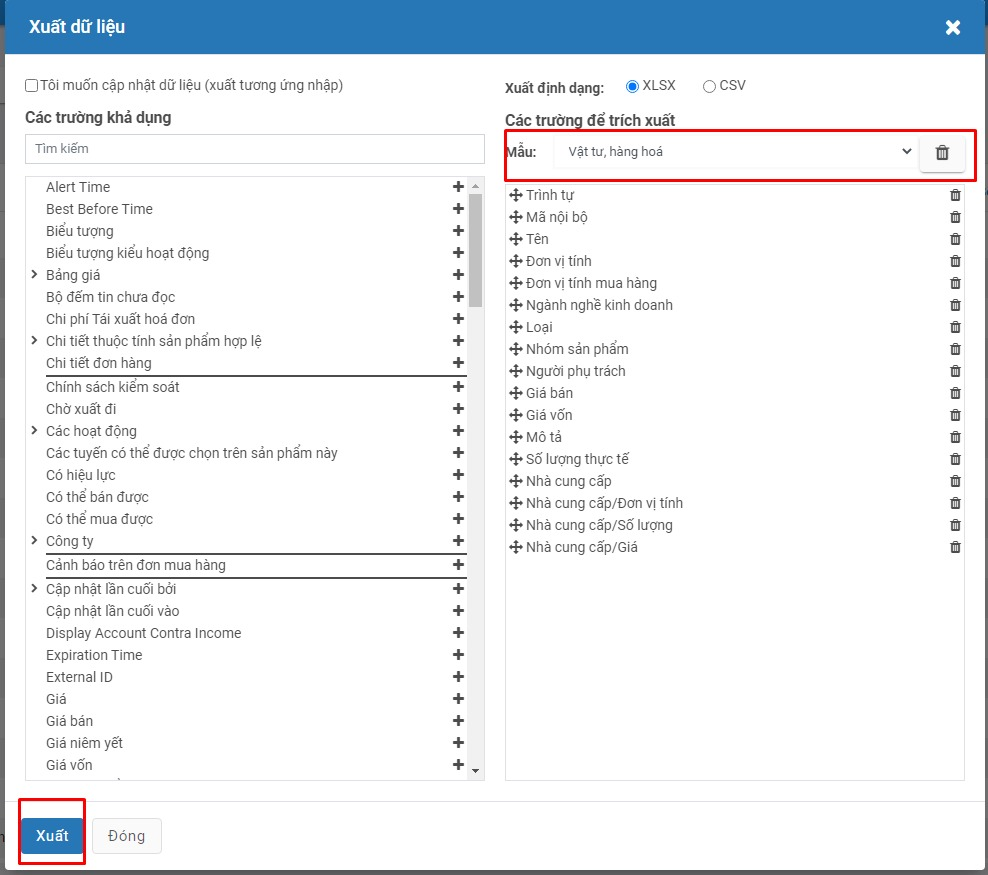 Xuất dữ liệu
Tôi muốn cập nhật dữ liệu (xuất tương ứng nhập)
Các trường khả dụng
Tìm kiếm
Alert Time
Best Before Time
Biểu tượng
Biểu tượng kiểu hoạt động
Bảng giá
Bộ đếm tin chưa đọc
Chi phí Tái xuất hoá đơn
Chi tiết thuộc tính sản phẩm hợp lệ
Chi tiết đơn hàng
Chính sách kiểm soát
Chờ xuất đi
Các hoạt động
Các tuyến có thể được chọn trên sản phẩm này
Có hiệu lực
Có thể bán được
Có thể mua được
Công ty
Cảnh báo trên đơn mua hàng
Cập nhật lần cuối bởi
Cập nhật lần cuối vào
Display Account Contra Income
Expiration Time
External ID
Giá
Giá bán
Giá niêm yết
Giá vốn
Xuất định dạng: XLSX CSV
Các trường để trích xuất
Mẫu: Vật tư, hàng hoá
Trình tự
Mã nội bộ
Tên
Đơn vị tính
Đơn vị tính mua hàng
Ngành nghề kinh doanh
Loại
Nhóm sản phẩm
Người phụ trách
Giá bán
Giá vốn
Mô tả
Số lượng thực tế
Nhà cung cấp
Nhà cung cấp/Đơn vị tính
Nhà cung cấp/Số lượng
Nhà cung cấp/Giá
Xuất Đóng